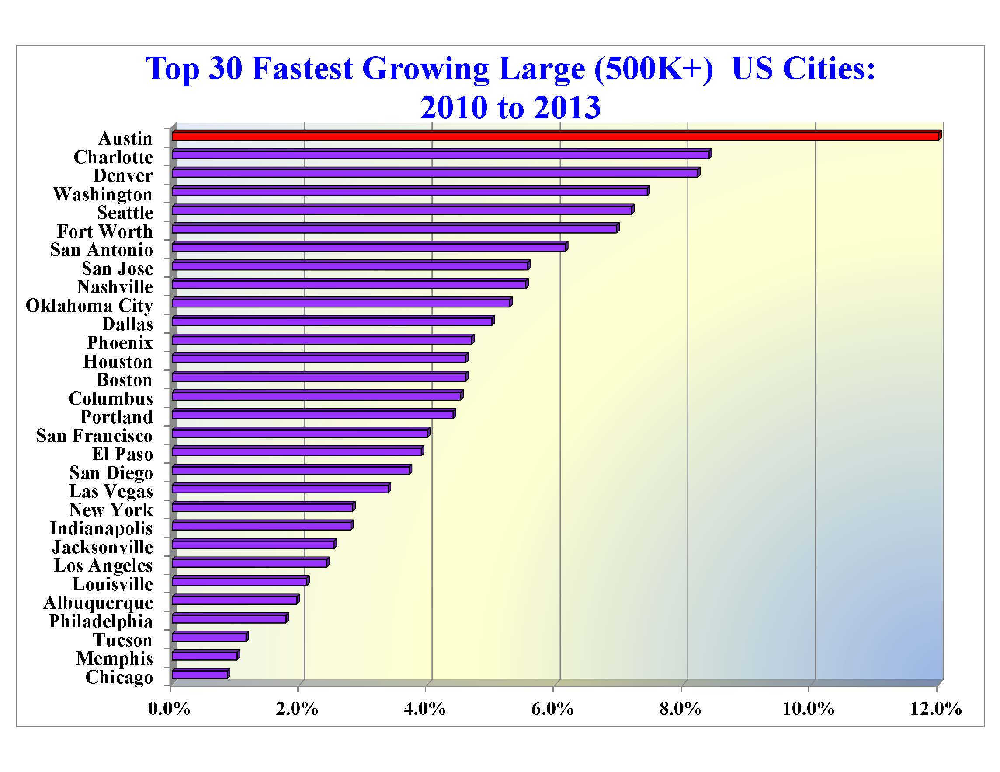 Top 30 Fastest Growing Large (500K+)  US Cities:
2010 to 2013
Austin
Charlotte
Denver
Washington
Seattle
Fort Worth
San Antonio
San Jose
Nashville
Oklahoma City
Dallas
Phoenix
Houston
Boston
Columbus
Portland
San Francisco
El Paso
San Diego
Las Vegas
New York
Indianapolis
Jacksonville
Los Angeles
Louisville
Albuquerque
Philadelphia
Tucson
Memphis
Chicago
0.0% 2.0% 4.0% 6.0% 8.0% 10.0% 12.0%